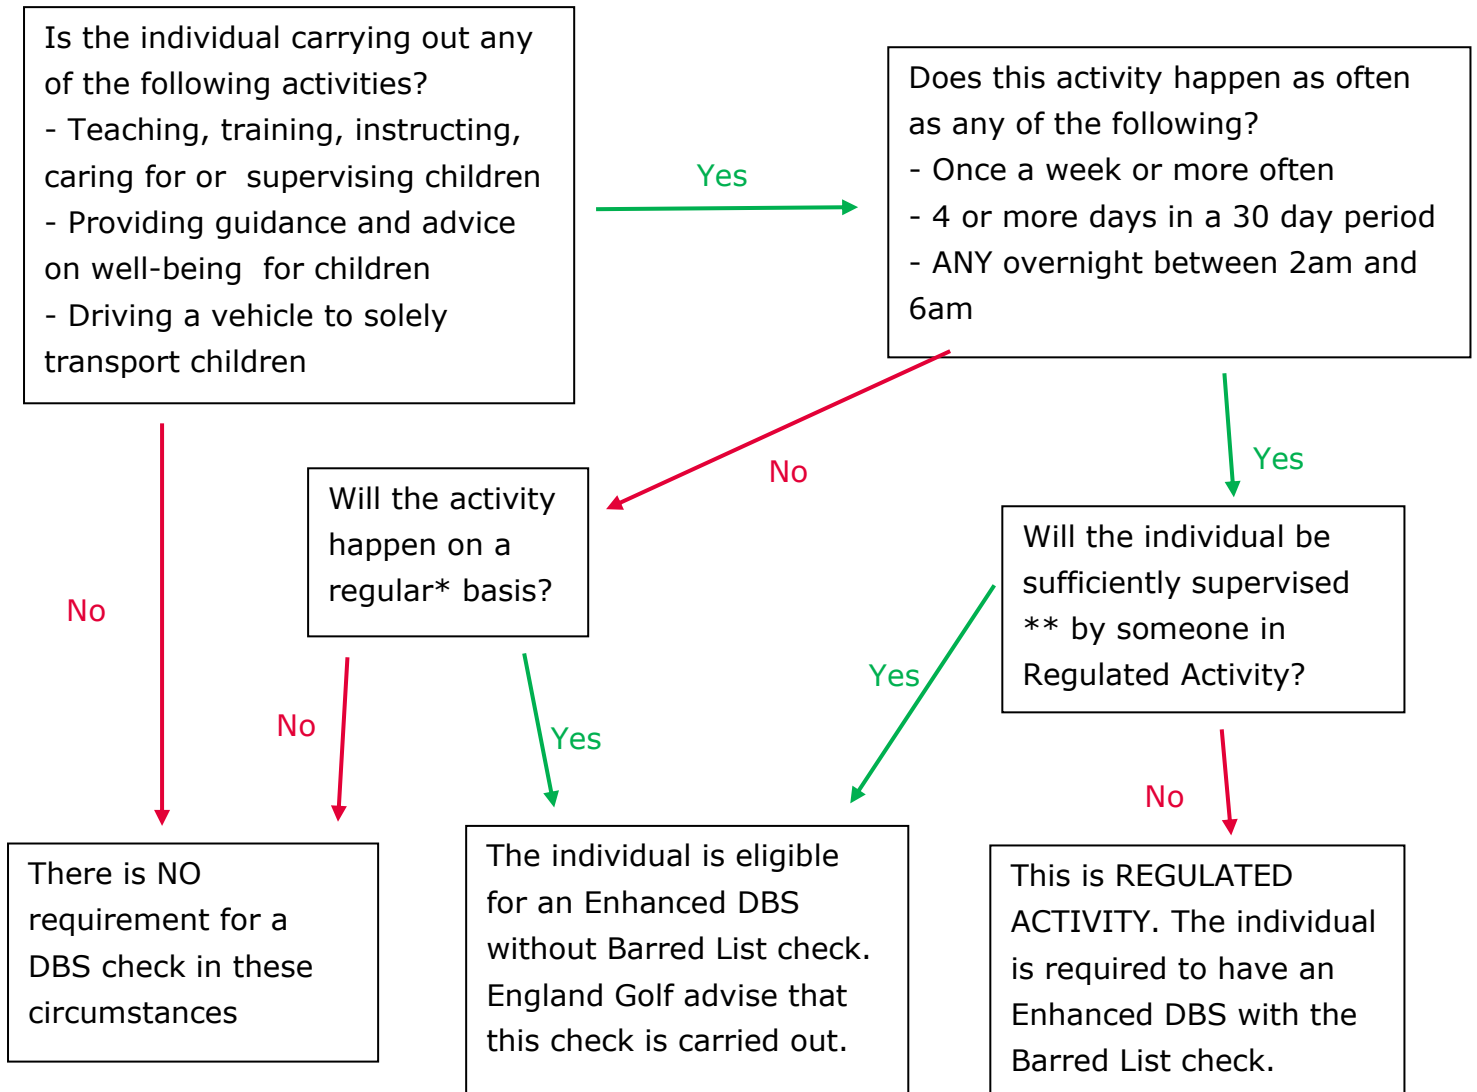 Is the individual carrying out any
of the following activities?
- Teaching, training, instructing,
caring for or  supervising children
- Providing guidance and advice
on well-being  for children
- Driving a vehicle to solely
transport children
Yes
Does this activity happen as often
as any of the following?
- Once a week or more often
- 4 or more days in a 30 day period
- ANY overnight between 2am and
6am
No
No
Yes
Will the activity
happen on a
regular* basis?
Will the individual be
sufficiently supervised
** by someone in
Regulated Activity?
No
Yes
Yes
No
There is NO
requirement for a
DBS check in these
circumstances
The individual is eligible
for an Enhanced DBS
without Barred List check.
England Golf advise that
this check is carried out.
This is REGULATED
ACTIVITY. The individual
is required to have an
Enhanced DBS with the
Barred List check.